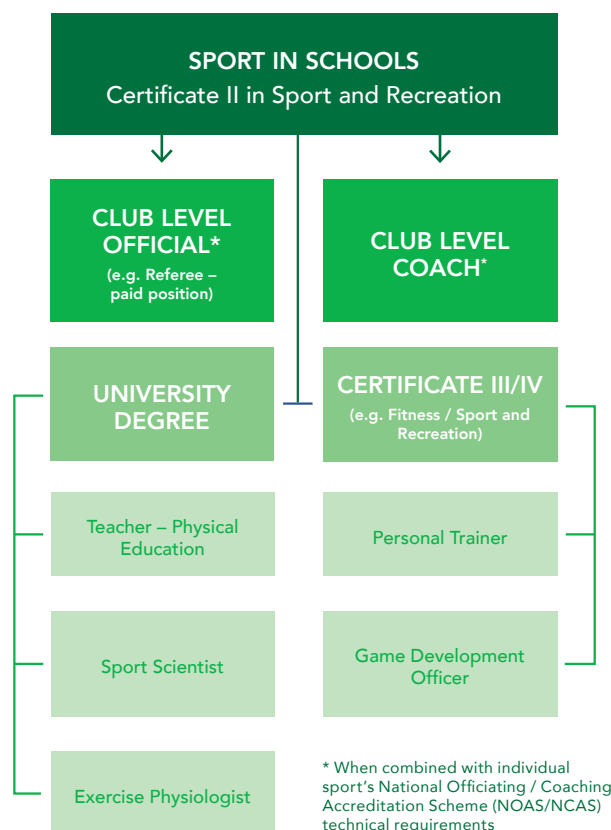 SPORT IN SCHOOLS
Certificate II in Sport and Recreation
CLUB LEVEL
OFFICIAL*
(e.g. Referee –
paid position)
CLUB LEVEL
COACH*
UNIVERSITY
DEGREE
CERTIFICATE III/IV
(e.g. Fitness / Sport and
Recreation)
Teacher – Physical
Education
Personal Trainer
Sport Scientist
Game Development
Officer
Exercise Physiologist
* When combined with individual
sport's National Officiating / Coaching
Accreditation Scheme (NOAS/NCAS)
technical requirements